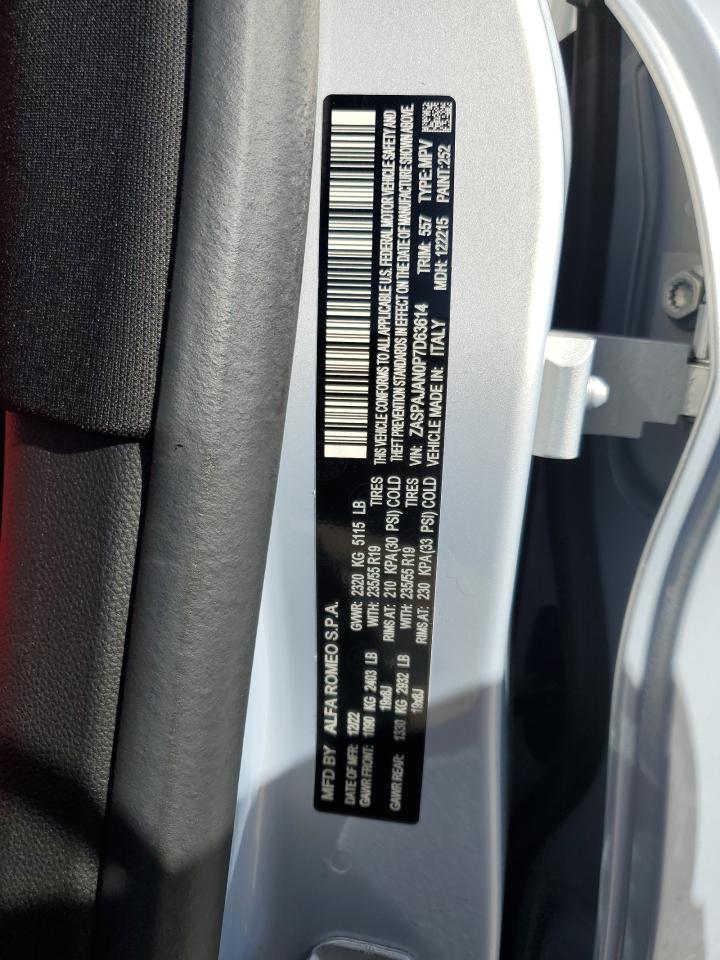 MFD BY ALFA ROMEO S.P.A.
DATE OF MFR: 12/22 GVWR: 2320 KG 5115 LB
GAWR FRONT: 1090 KG 2403 LB WITH: 235/55 R19 TIRES
19x8J RIMS AT: 210 KPA(30 PSI) COLD
GAWR REAR: 1330 KG 2932 LB WITH: 235/55 R19 TIRES
19x8J RIMS AT: 230 KPA(33 PSI) COLD
THIS VEHICLE CONFORMS TO ALL APPLICABLE U.S. FEDERAL MOTOR VEHICLE SAFETY AND
THEFT PREVENTION STANDARDS IN EFFECT ON THE DATE OF MANUFACTURE SHOWN ABOVE.
VIN: ZASPAJAN0P7D63614 TRIM: 557 TYPE:MPV
VEHICLE MADE IN: ITALY MDH: 122215 PAINT:252